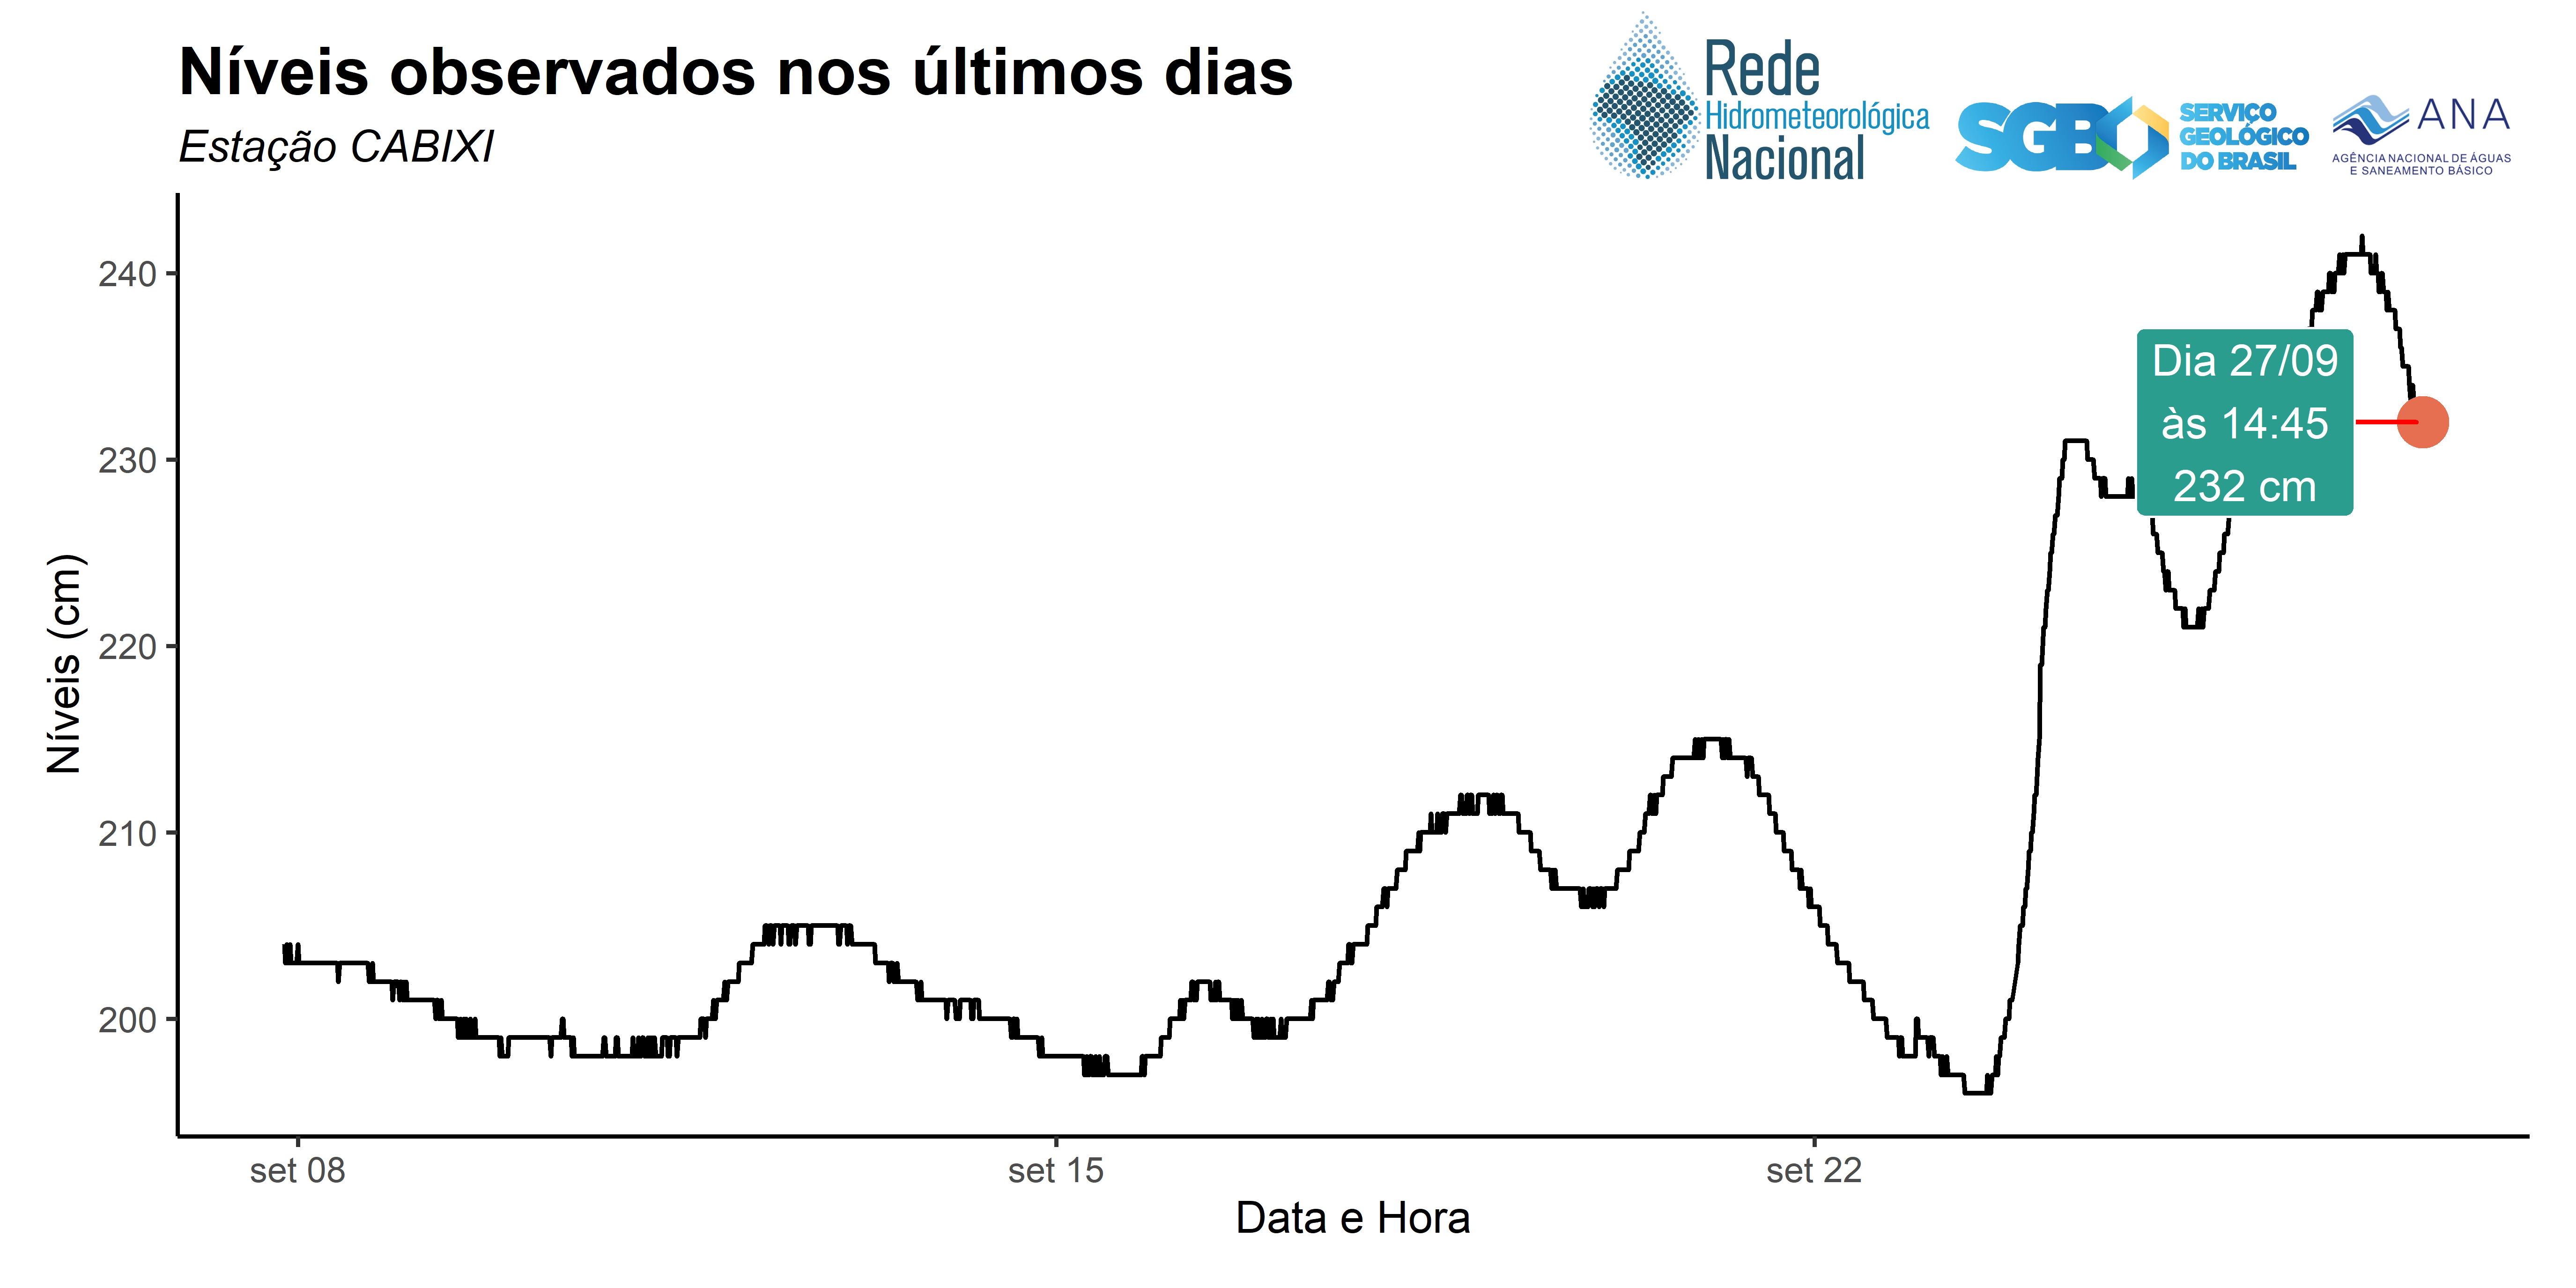 Níveis observados nos últimos dias
Estação CABIXI
Rede
Hidrometeorológica
Nacional
SGB
SERVIÇO
GEOLÓGICO
DO BRASIL
ANA
AGÊNCIA NACIONAL DE ÁGUAS
E SANEAMENTO BÁSICO
Níveis (cm)
240
230
220
210
200
Dia 27/09
às 14:45
232 cm
set 08
set 15
set 22
Data e Hora